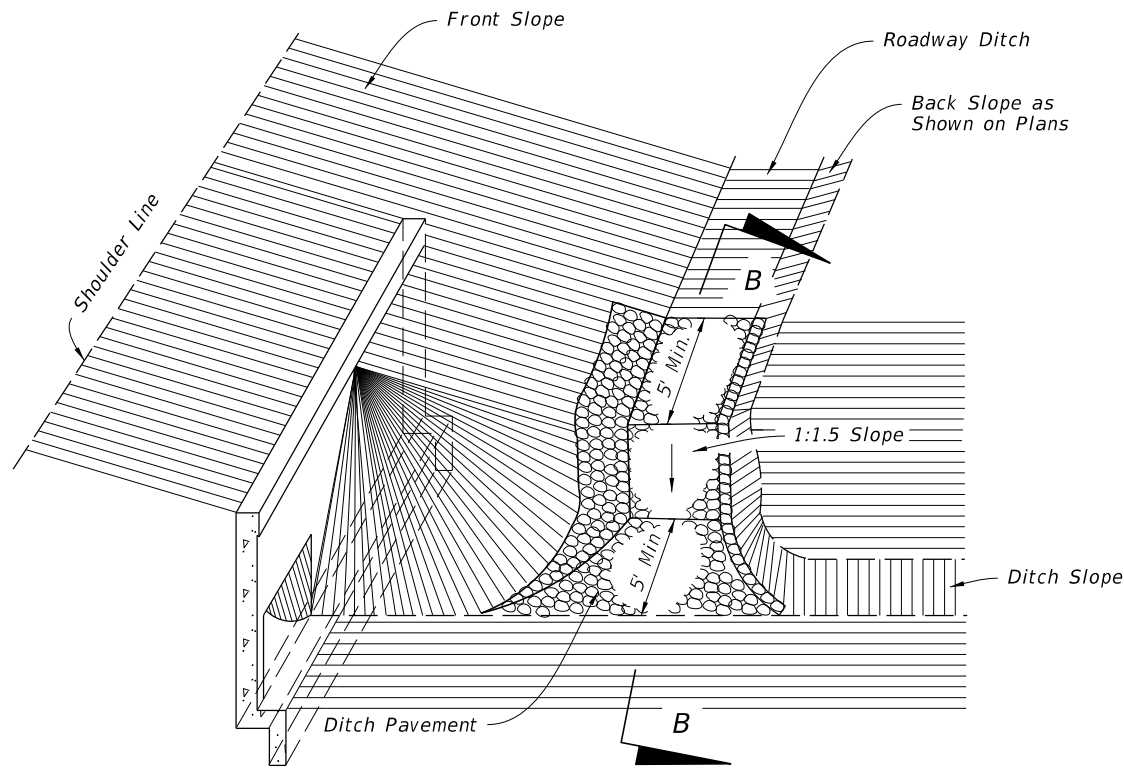 Front Slope
Roadway Ditch
Back Slope as
Shown on Plans
Shoulder Line
B
5' Min.
1:1.5 Slope
5' Min
Ditch Slope
Ditch Pavement
B